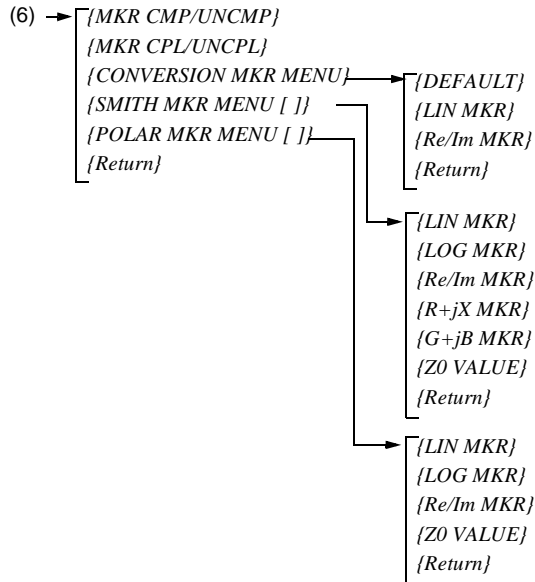 (6)
{MKR CMP/UNCMP}
{MKR CPL/UNCPL}
{CONVERSION MKR MENU}
{SMITH MKR MENU [ ]}
{POLAR MKR MENU [ ]}
{Return}
{DEFAULT}
{LIN MKR}
{Re/Im MKR}
{Return}
{LIN MKR}
{LOG MKR}
{Re/Im MKR}
{R+jX MKR}
{G+jB MKR}
{Z0 VALUE}
{Return}
{LIN MKR}
{LOG MKR}
{Re/Im MKR}
{Z0 VALUE}
{Return}